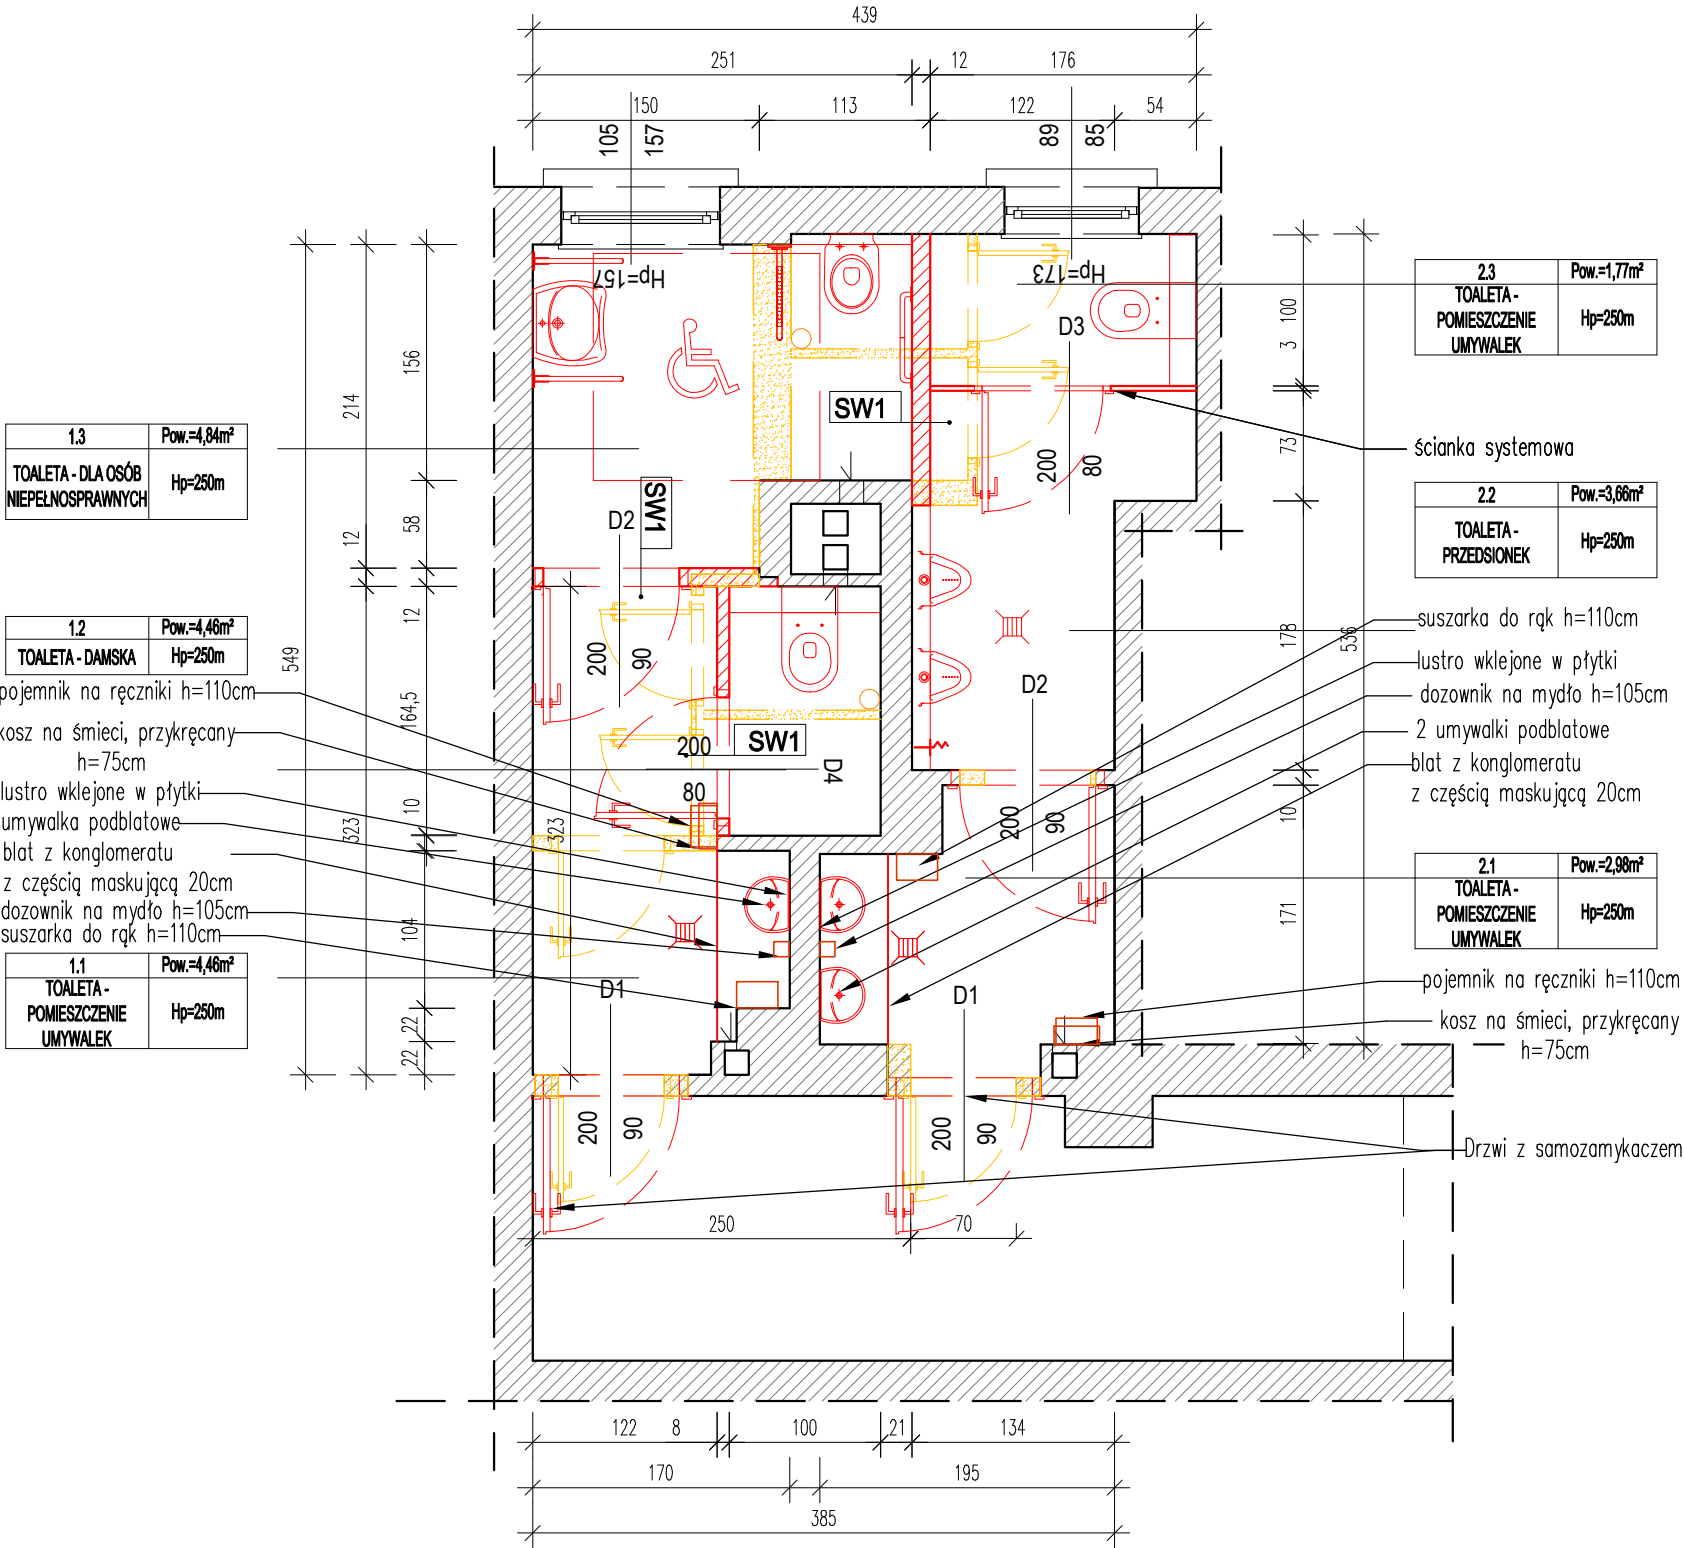 439
251
12
176
150
113
122
54
105
157
89
85
Hp=157
Hp=173
549
214
12
323
156
58
12
164,5
10
104
22
22
323
1.3
Pow.=4,84m²
TOALETA - DLA OSÓB
NIEPEŁNOSPRAWNYCH
Hp=250m
1.2
Pow.=4,46m²
TOALETA - DAMSKA
Hp=250m
pojemnik na ręczniki h=110cm
kosz na śmieci, przykręcany
h=75cm
lustro wklejone w płytki
umywalka podblatowe
blat z konglomeratu
z częścią maskującą 20cm
dozownik na mydło h=105cm
suszarka do rąk h=110cm
1.1
Pow.=4,46m²
TOALETA -
POMIESZCZENIE
UMYWALEK
Hp=250m
SW1
SW1
SW1
D3
200
80
D2
200
90
D2
200
90
D4
200
80
D1
200
90
D1
200
90
3 100
73
178
10
171
536
2.3
Pow.=1,77m²
TOALETA -
POMIESZCZENIE
UMYWALEK
Hp=250m
ścianka systemowa
2.2
Pow.=3,66m²
TOALETA -
PRZEDSIONEK
Hp=250m
suszarka do rąk h=110cm
lustro wklejone w płytki
dozownik na mydło h=105cm
2 umywalki podblatowe
blat z konglomeratu
z częścią maskującą 20cm
2.1
Pow.=2,98m²
TOALETA -
POMIESZCZENIE
UMYWALEK
Hp=250m
pojemnik na ręczniki h=110cm
kosz na śmieci, przykręcany
h=75cm
Drzwi z samozamykaczem
250
70
122
8
100
21
134
170
195
385